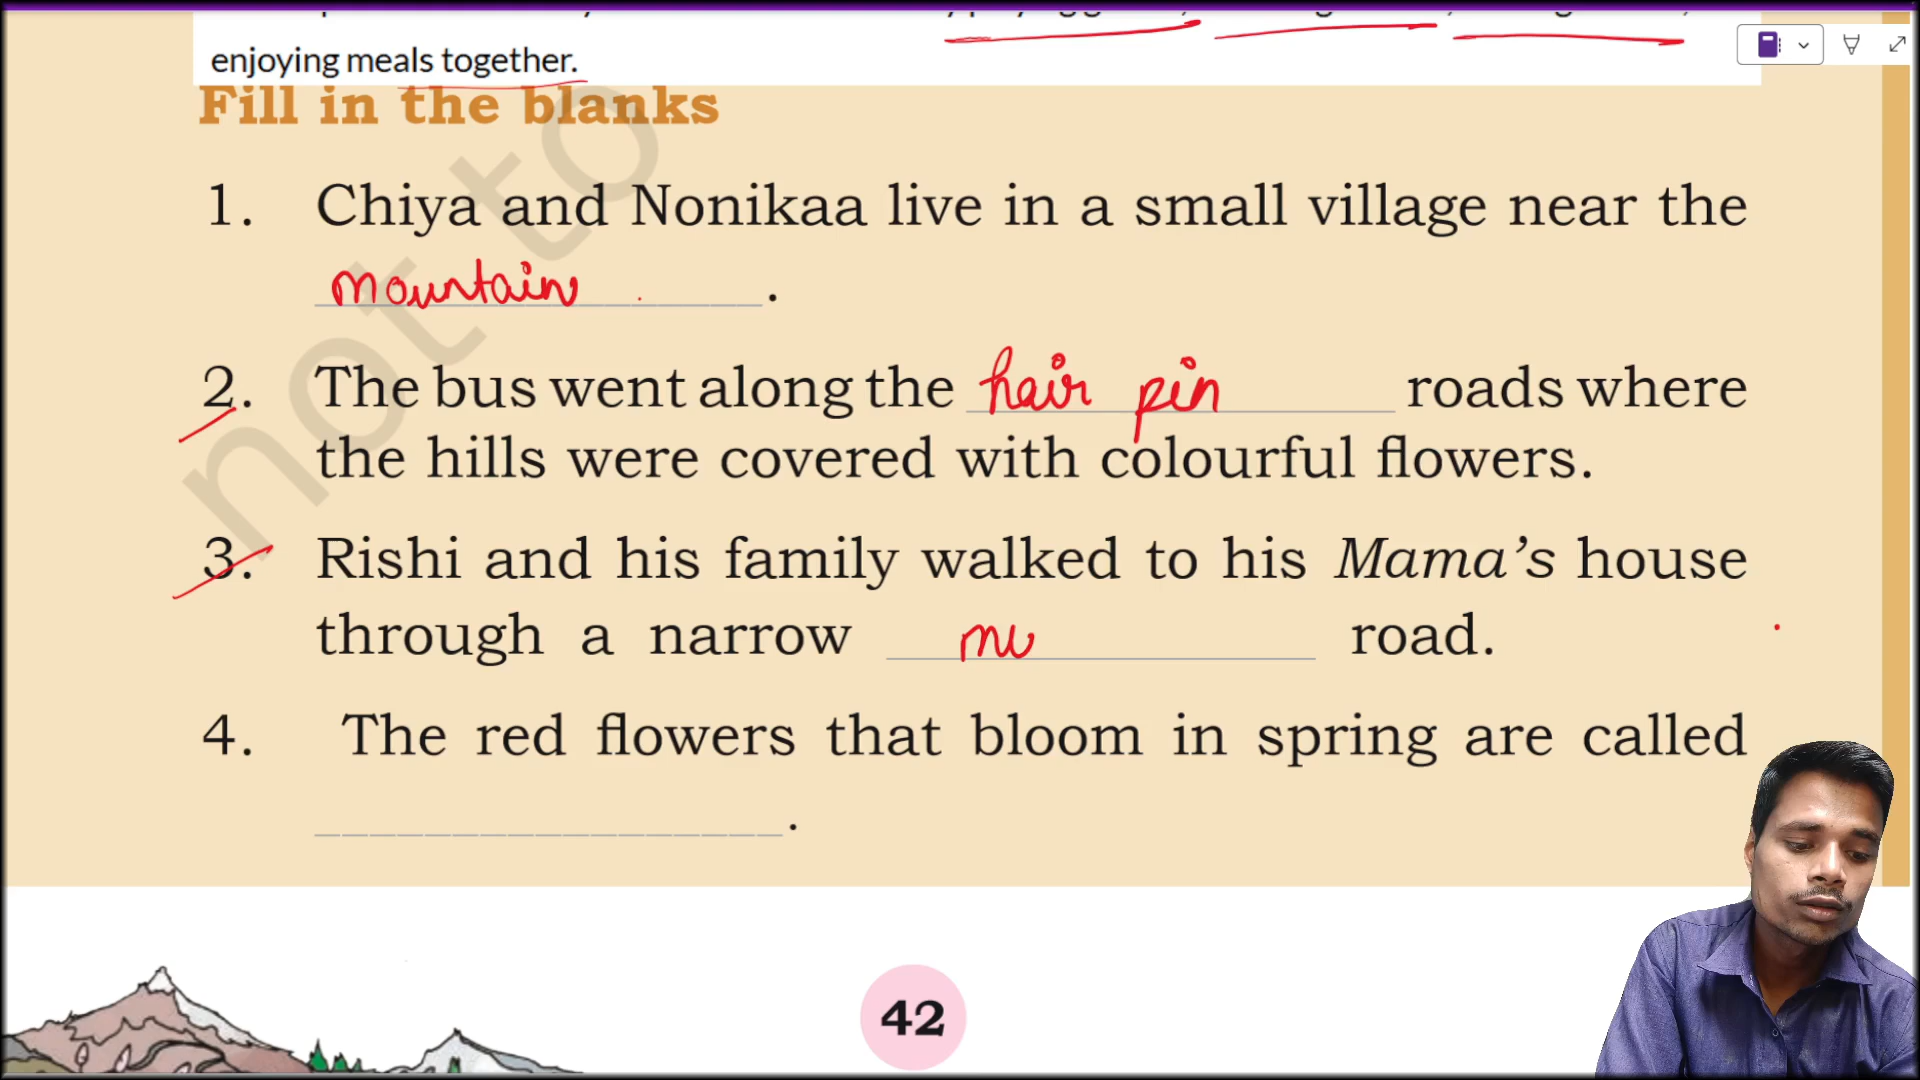 enjoying meals together.
Fill in the blanks
1. Chiya and Nonikaa live in a small village near the
mountain .
2. The bus went along the hair pin roads where
the hills were covered with colourful flowers.
3. Rishi and his family walked to his Mama's house
through a narrow mu road.
4. The red flowers that bloom in spring are called
.
not to
42